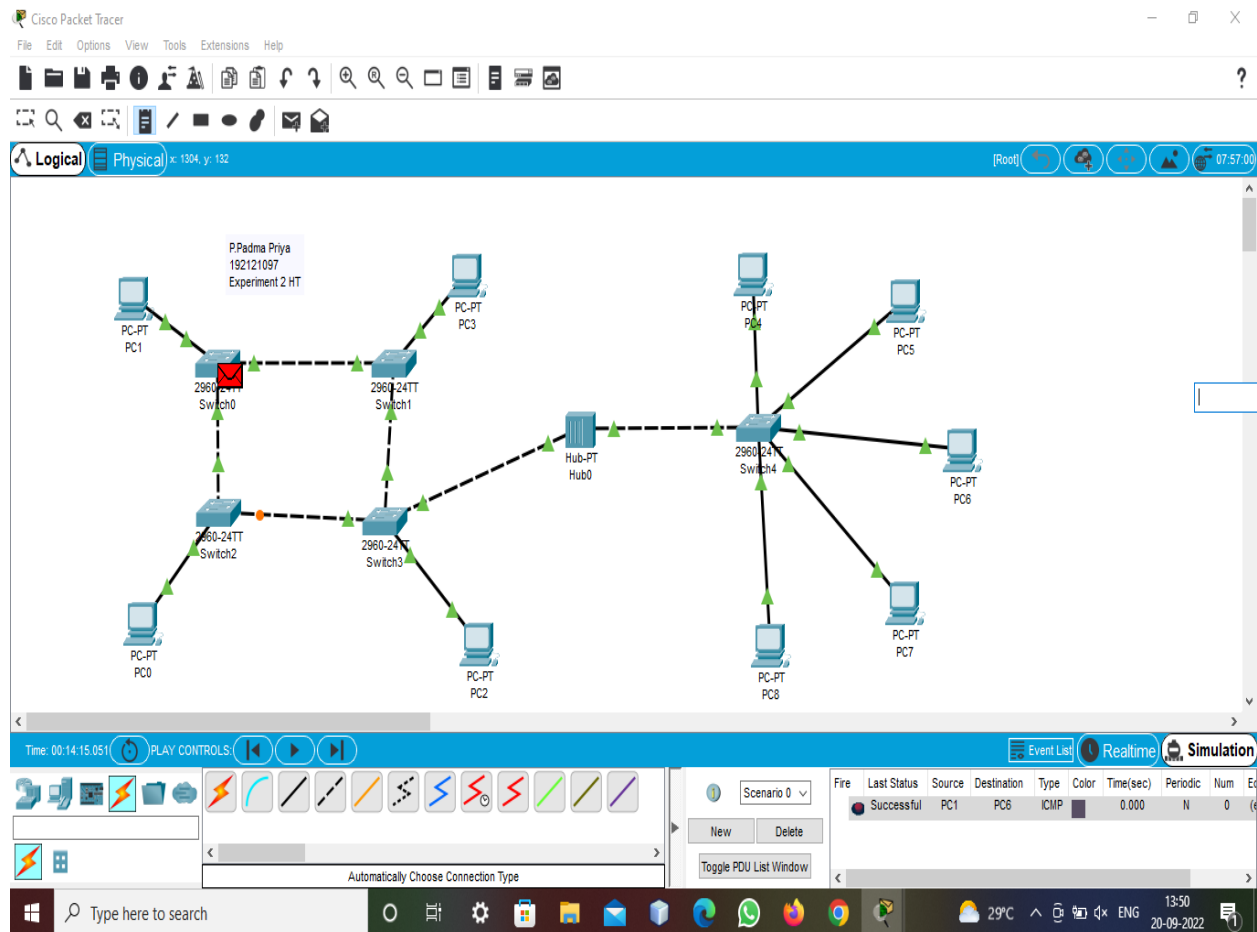 Cisco Packet Tracer
File Edit Options View Tools Extensions Help
?
Logical Physical x: 1304, y: 132 [Root] 07:57:00
P.Padma Priya
192121097
Experiment 2 HT
PC-PT
PC1
PC-PT
PC3
PC-PT
PC4
PC-PT
PC5
2960-24TT
Switch0
2960-24TT
Switch1
Hub-PT
Hub0
2960-24TT
Switch4
PC-PT
PC6
2960-24TT
Switch2
2960-24TT
Switch3
PC-PT
PC0
PC-PT
PC2
PC-PT
PC7
PC-PT
PC8
Time: 00:14:15.051 PLAY CONTROLS: Event List Realtime Simulation
Scenario 0
New Delete
Toggle PDU List Window
Fire Last Status Source Destination Type Color Time(sec) Periodic Num
Successful PC1 PC6 ICMP 0.000 N 0
Automatically Choose Connection Type
Type here to search
29°C ENG
13:50
20-09-2022